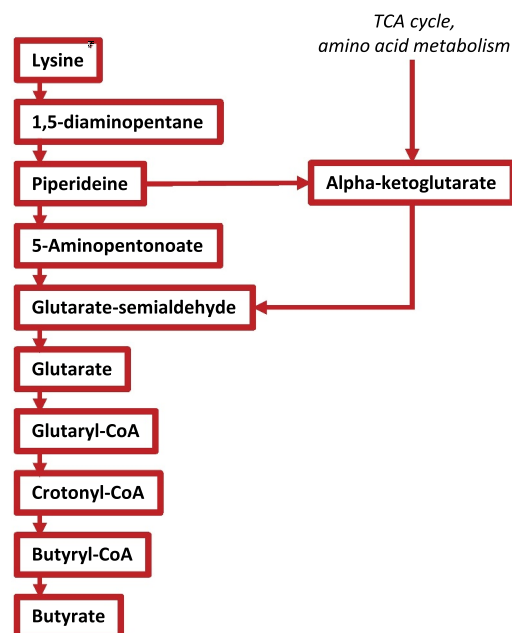 TCA cycle,
amino acid metabolism
Lysine
1,5-diaminopentane
Piperideine
Alpha-ketoglutarate
5-Aminopentonoate
Glutarate-semialdehyde
Glutarate
Glutaryl-CoA
Crotonyl-CoA
Butyryl-CoA
Butyrate